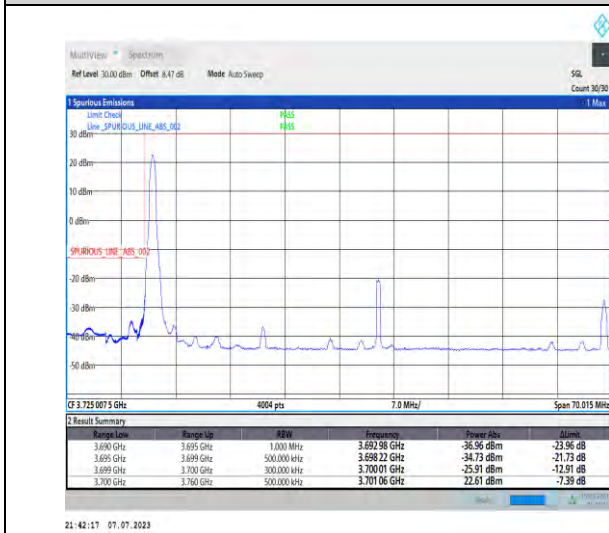 MultiView Spectrum
Ref Level 30.00 dBm Offset 8.47 dB Mode Auto Sweep SGL
Count 30/30
1 Spurious Emissions 1 Max
Limit Check PASS
Line _SPURIOUS_LINE_ABS_002 PASS
30 dBm
20 dBm
10 dBm
0 dBm
SPURIOUS_LINE_ABS_002
-20 dBm
-30 dBm
-40 dBm
-50 dBm
CF 3.725 007 5 GHz 4004 pts 7.0 MHz/ Span 70.015 MHz
2 Result Summary
Range Low Range Up RBW Frequency Power Abs ΔLimit
3.690 GHz 3.695 GHz 1.000 MHz 3.692 98 GHz -36.96 dBm -23.96 dB
3.695 GHz 3.699 GHz 500.000 kHz 3.698 22 GHz -34.73 dBm -21.73 dB
3.699 GHz 3.700 GHz 300.000 kHz 3.700 01 GHz -25.91 dBm -12.91 dB
3.700 GHz 3.760 GHz 500.000 kHz 3.701 06 GHz 22.61 dBm -7.39 dB
21:42:17 07.07.2023